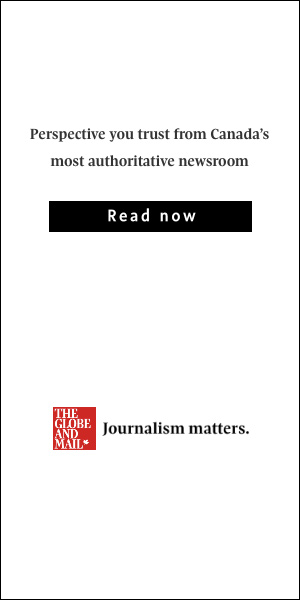 Perspective you trust from Canada’s
most authoritative newsroom
Read now
THE
GLOBE
AND
MAIL
Journalism matters.